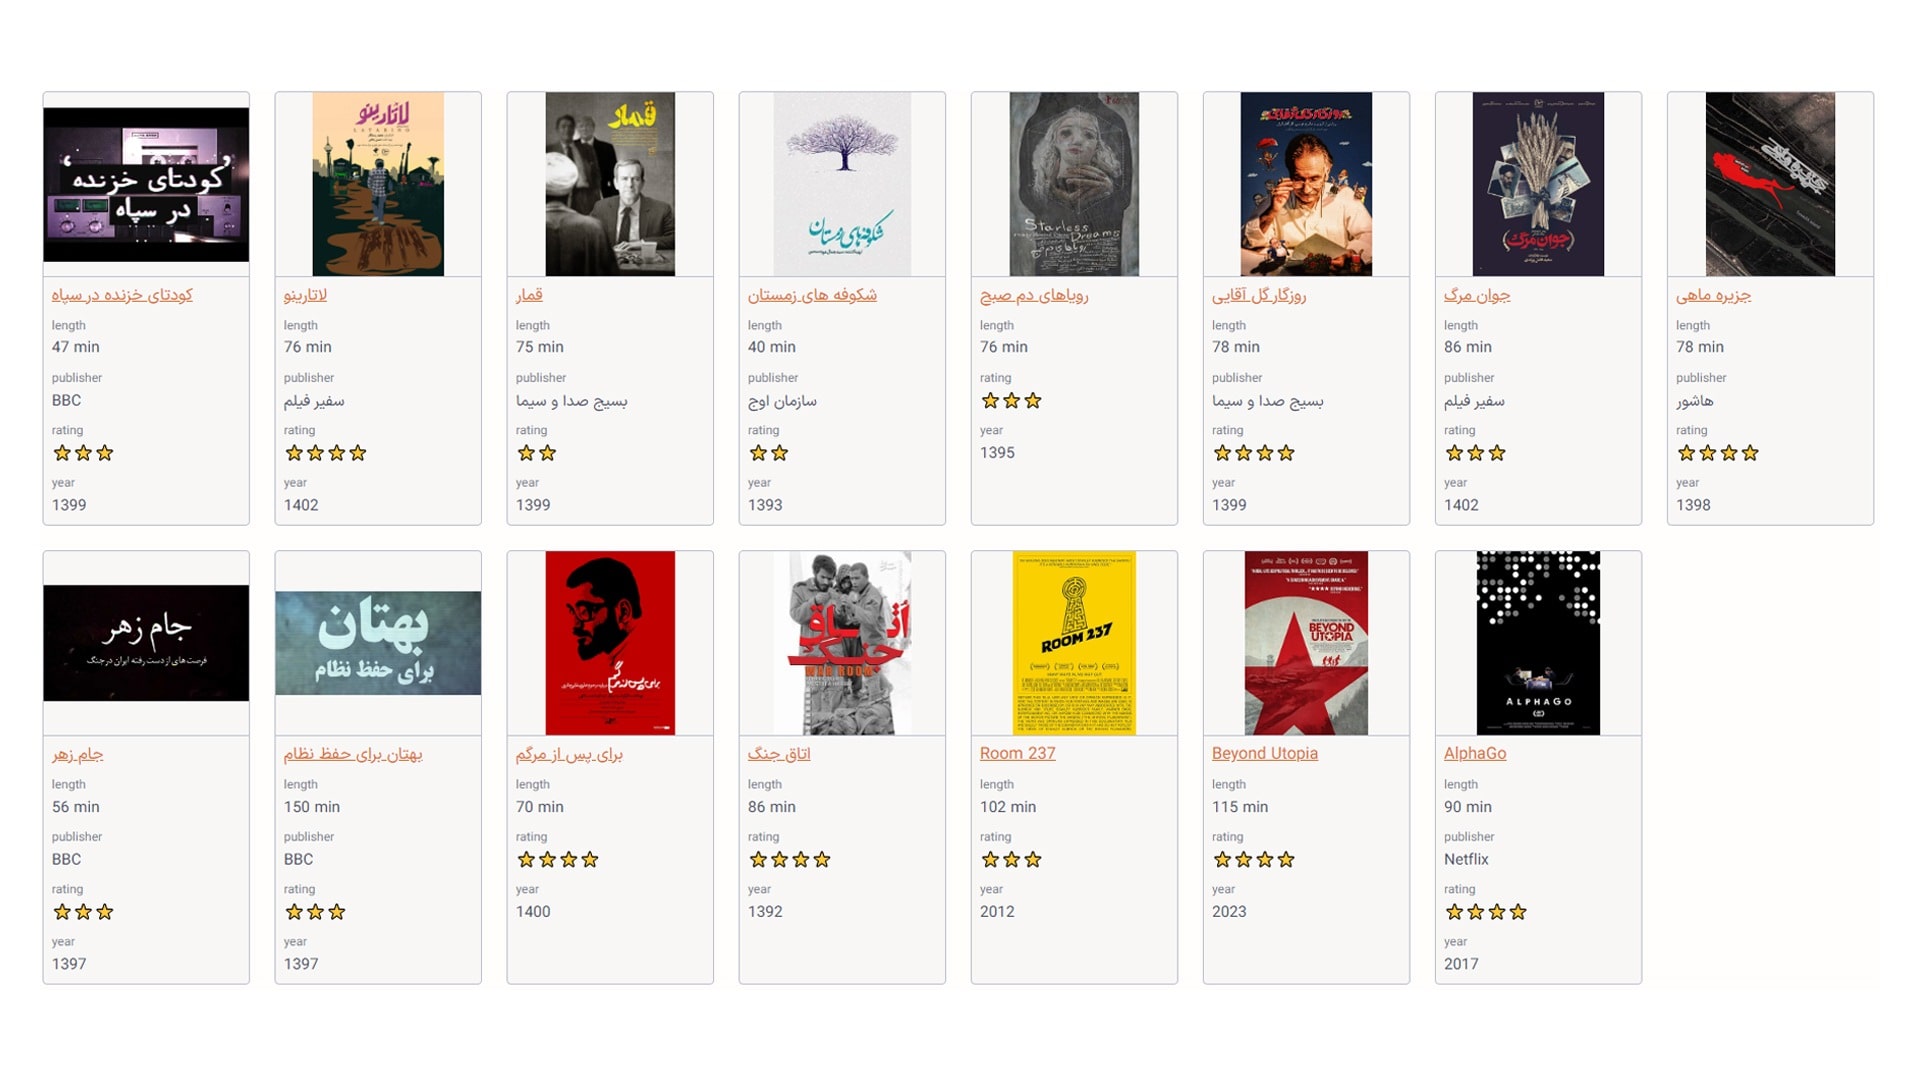 کودتای خزنده
در سپاه
کودتای خزنده در سپاه
length
47 min
publisher
BBC
rating
year
1399
لاتارینو
LATARINO
لاتارینو
length
76 min
publisher
سفیر فیلم
rating
year
1402
قمار
قمار
length
75 min
publisher
بسیج صدا و سیما
rating
year
1399
شکوفه‌های زمستان
شکوفه های زمستان
length
40 min
publisher
سازمان اوج
rating
year
1393
Starless
Dreams
رویاهای دم صبح
length
76 min
rating
year
1395
روزگار گل آقایی
length
78 min
publisher
بسیج صدا و سیما
rating
year
1399
جوان مرگ
جوان مرگ
length
86 min
publisher
سفیر فیلم
rating
year
1402
جزیره ماهی
length
78 min
publisher
هاشور
rating
year
1398
جام زهر
فرصت های از دست رفته ایران در جنگ
جام زهر
length
56 min
publisher
BBC
rating
year
1397
بهتان
برای حفظ نظام
بهتان برای حفظ نظام
length
150 min
publisher
BBC
rating
year
1397
برای پس از مرگم
برای پس از مرگم
length
70 min
rating
year
1400
اتاق
جنگ
WAR ROOM
اتاق جنگ
length
86 min
rating
year
1392
ROOM 237
Room 237
length
102 min
rating
year
2012
BEYOND
UTOPIA
Beyond Utopia
length
115 min
rating
year
2023
ALPHAGO
AlphaGo
length
90 min
publisher
Netflix
rating
year
2017